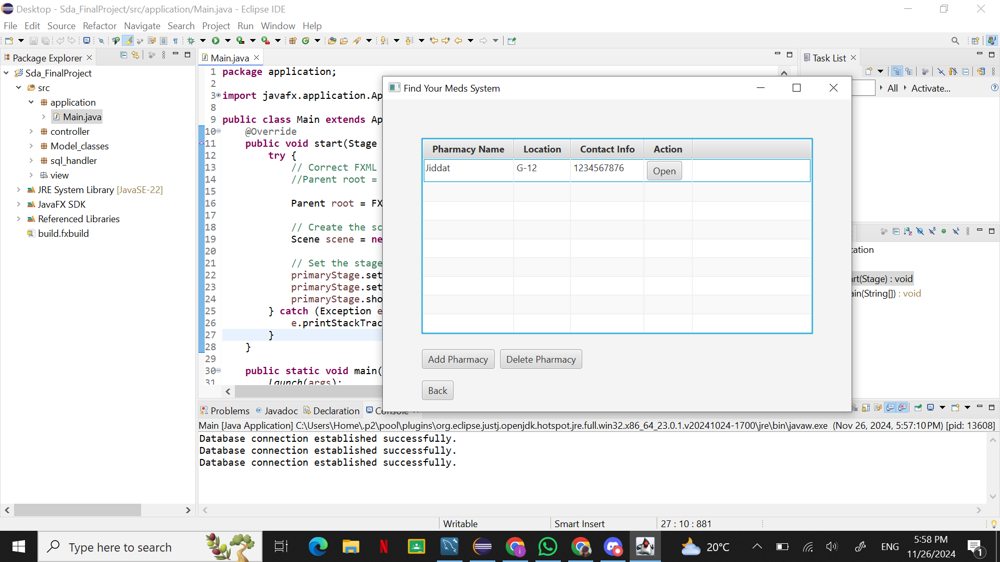 Desktop - Sda_FinalProject/src/application/Main.java - Eclipse IDE
File Edit Source Refactor Navigate Search Project Run Window Help
Package Explorer
Sda_FinalProject
src
application
Main.java
controller
Model_classes
sql_handler
view
JRE System Library [JavaSE-22]
JavaFX SDK
Referenced Libraries
build.fxbuild
Main.java
1 package application;
2
3 import javafx.application.Ap
8
9 public class Main extends Ap
10 @Override
11 public void start(Stage
12 try {
13 // Correct FXML
14 //Parent root =
15
16 Parent root = FX
17
18 // Create the sc
19 Scene scene = ne
20
21 // Set the stage
22 primaryStage.set
23 primaryStage.set
24 primaryStage.sho
25 } catch (Exception e
26 e.printStackTrac
27 }
28 }
29
30 public static void main(
31 launch(args);
Find Your Meds System
Pharmacy Name Location Contact Info Action
Jiddat G-12 1234567876 Open
Add Pharmacy Delete Pharmacy
Back
Task List
All Activate...
cation
rt(Stage) : void
ain(String[]) : void
Problems Javadoc Declaration Console
Main [Java Application] C:\Users\Home\.p2\pool\plugins\org.eclipse.justj.openjdk.hotspot.jre.full.win32.x86_64_23.0.1.v20241024-1700\jre\bin\javaw.exe (Nov 26, 2024, 5:57:10 PM) [pid: 13608]
Database connection established successfully.
Database connection established successfully.
Database connection established successfully.
Writable Smart Insert 27 : 10 : 881
Type here to search
20°C
ENG
5:58 PM
11/26/2024
1